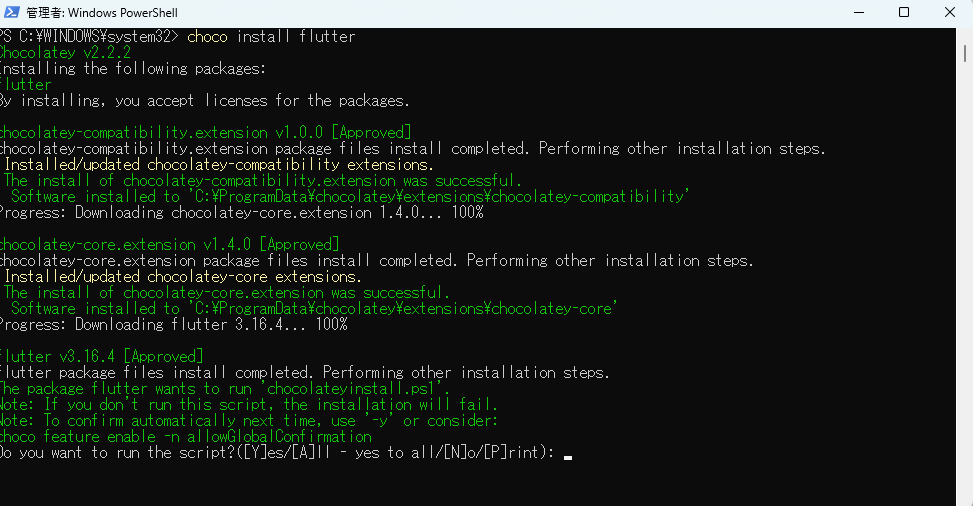 管理者: Windows PowerShell
PS C:¥WINDOWS¥system32> choco install flutter
Chocolatey v2.2.2
Installing the following packages:
flutter
By installing, you accept licenses for the packages.
chocolatey-compatibility.extension v1.0.0 [Approved]
chocolatey-compatibility.extension package files install completed. Performing other installation steps.
Installed/updated chocolatey-compatibility extensions.
The install of chocolatey-compatibility.extension was successful.
Software installed to 'C:¥ProgramData¥chocolatey¥extensions¥chocolatey-compatibility'
Progress: Downloading chocolatey-core.extension 1.4.0... 100%
chocolatey-core.extension v1.4.0 [Approved]
chocolatey-core.extension package files install completed. Performing other installation steps.
Installed/updated chocolatey-core extensions.
The install of chocolatey-core.extension was successful.
Software installed to 'C:¥ProgramData¥chocolatey¥extensions¥chocolatey-core'
Progress: Downloading flutter 3.16.4... 100%
flutter v3.16.4 [Approved]
flutter package files install completed. Performing other installation steps.
The package flutter wants to run 'chocolateyinstall.ps1'.
Note: If you don't run this script, the installation will fail.
Note: To confirm automatically next time, use '-y' or consider:
choco feature enable -n allowGlobalConfirmation
Do you want to run the script?([Y]es/[A]ll - yes to all/[N]o/[P]rint):